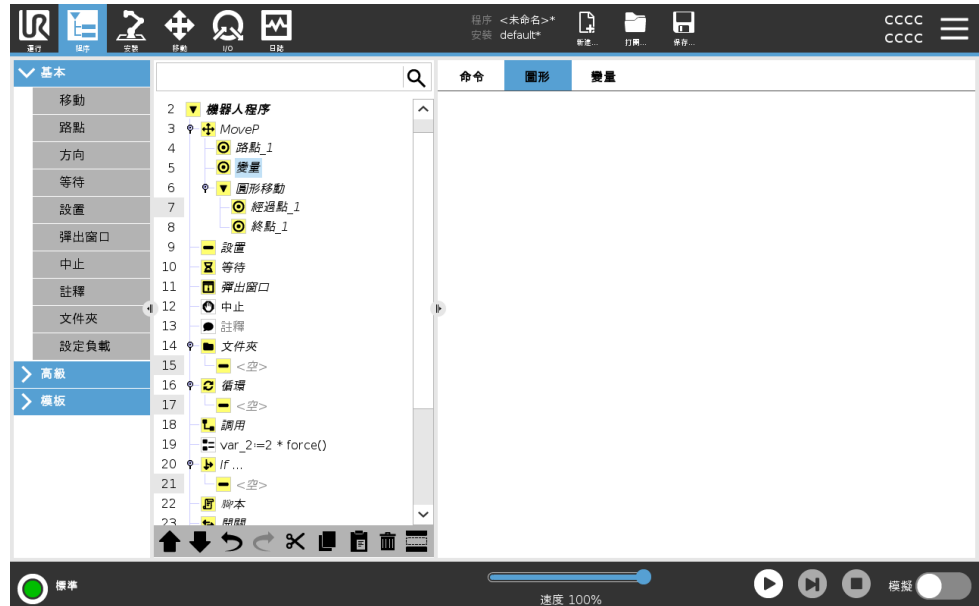 UR
運行
程序
安裝
移動
I/O
日誌
程序 <未命名>*
安裝 default*
新建...
打開...
保存...
CCCC
CCCC
基本
移動
路點
方向
等待
設置
彈出窗口
中止
註釋
文件夾
設定負載
高級
模板
2 機器人程序
3 MoveP
4 路點_1
5 變量
6 圓形移動
7 經過點_1
8 終點_1
9 設置
10 等待
11 彈出窗口
12 中止
13 註釋
14 文件夾
15 <空>
16 循環
17 <空>
18 調用
19 var_2:=2 * force()
20 If ...
21 <空>
22 腳本
23 開關
命令
圖形
變量
標準
速度 100%
模擬